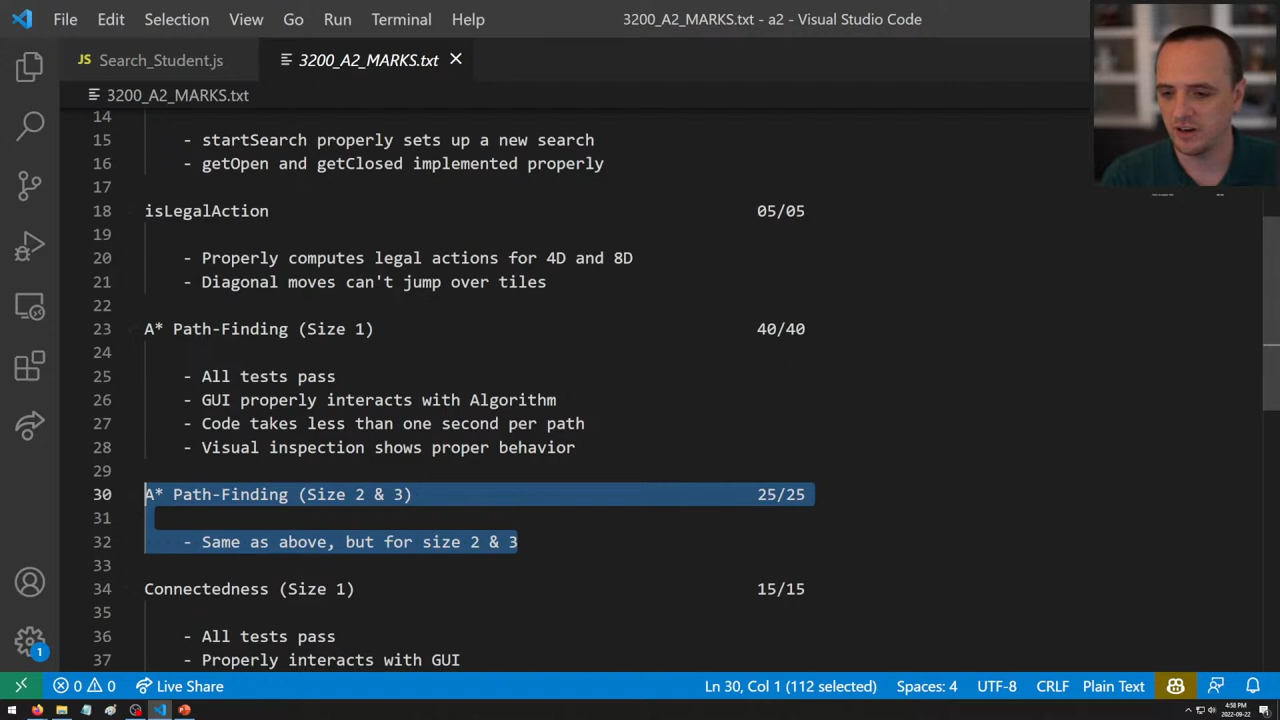 File Edit Selection View Go Run Terminal Help 3200_A2_MARKS.txt - a2 - Visual Studio Code
JS Search_Student.js 3200_A2_MARKS.txt
3200_A2_MARKS.txt
14
15 - startSearch properly sets up a new search
16 - getOpen and getClosed implemented properly
17
18 isLegalAction 05/05
19
20 - Properly computes legal actions for 4D and 8D
21 - Diagonal moves can't jump over tiles
22
23 A* Path-Finding (Size 1) 40/40
24
25 - All tests pass
26 - GUI properly interacts with Algorithm
27 - Code takes less than one second per path
28 - Visual inspection shows proper behavior
29
30 A* Path-Finding (Size 2 & 3) 25/25
31
32 - Same as above, but for size 2 & 3
33
34 Connectedness (Size 1) 15/15
35
36 - All tests pass
37 - Properly interacts with GUI
1
0 0 Live Share Ln 30, Col 1 (112 selected) Spaces: 4 UTF-8 CRLF Plain Text
4:58 PM
2022-09-22